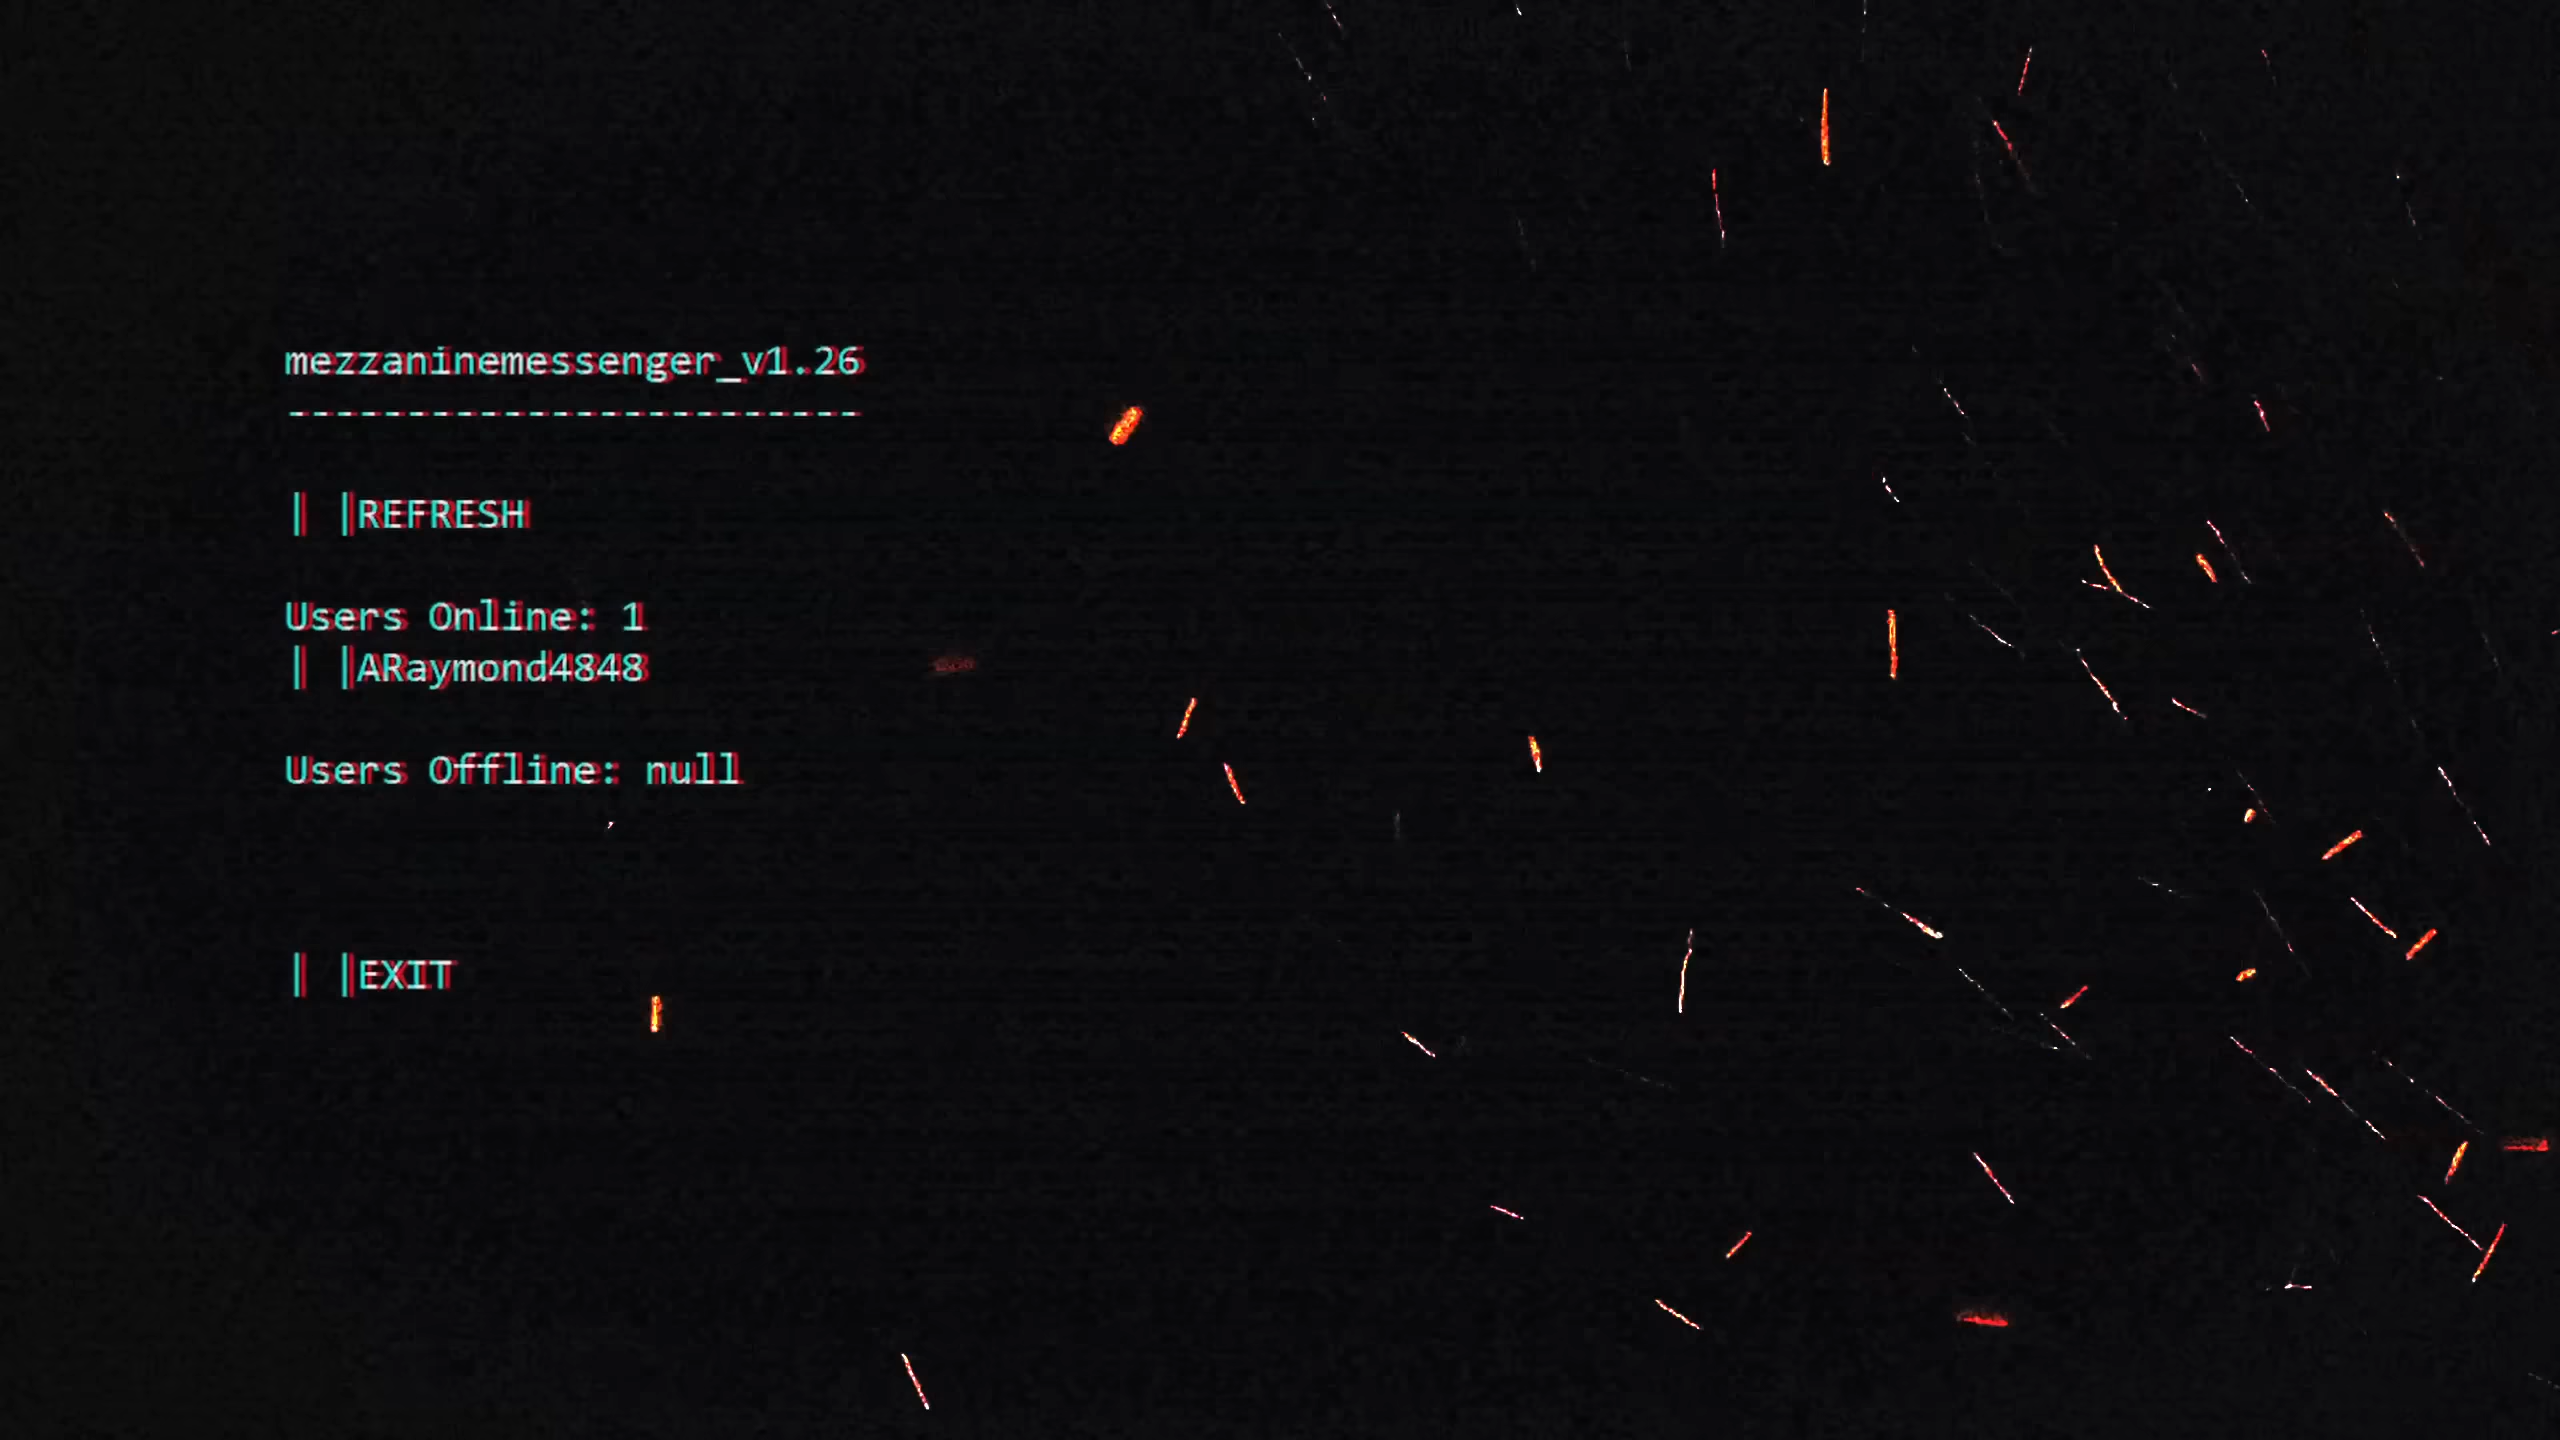 mezzaninemessenger_v1.26
------------------------
| |REFRESH
Users Online: 1
| |ARaymond4848
Users Offline: null
| |EXIT